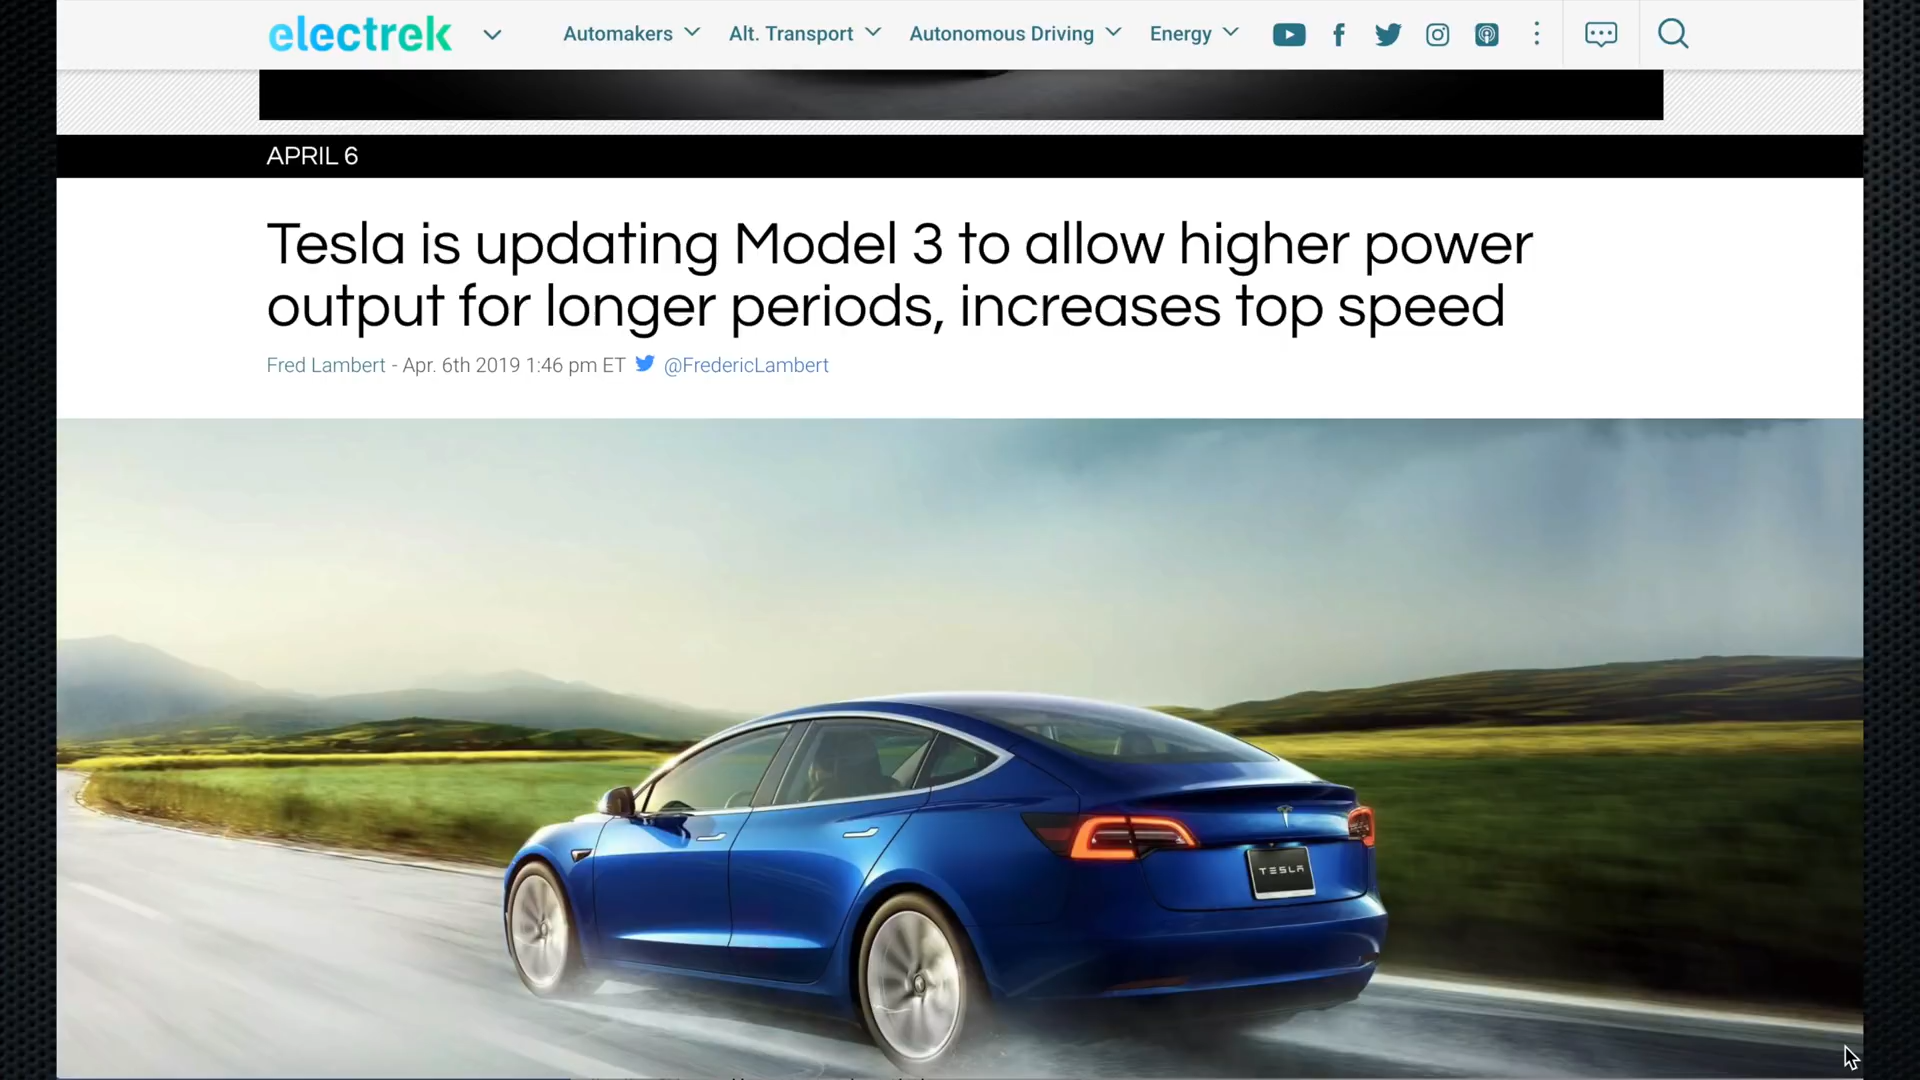 electrek
Automakers
Alt. Transport
Autonomous Driving
Energy
APRIL 6
Tesla is updating Model 3 to allow higher power
output for longer periods, increases top speed
Fred Lambert - Apr. 6th 2019 1:46 pm ET @FredericLambert
TESLA